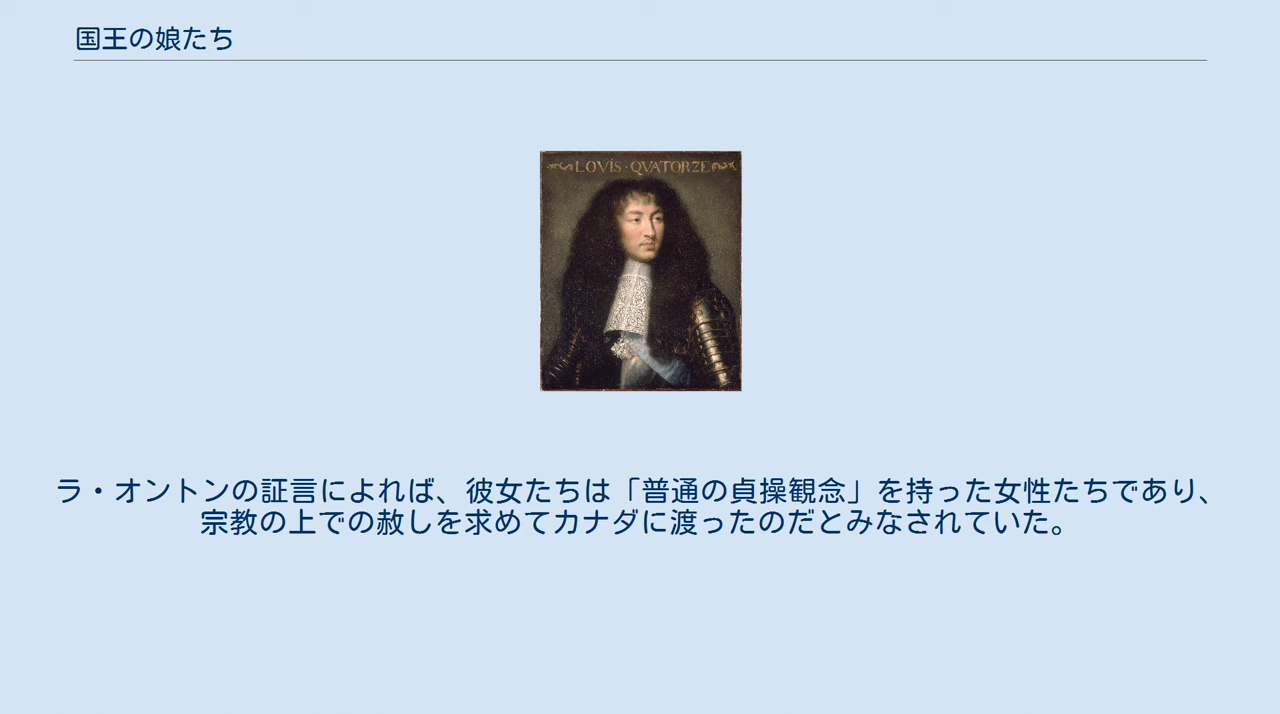 国王の娘たち
LOVIS·QVATORZE
ラ・オントンの証言によれば、彼女たちは「普通の貞操観念」を持った女性たちであり、
宗教の上での赦しを求めてカナダに渡ったのだとみなされていた。